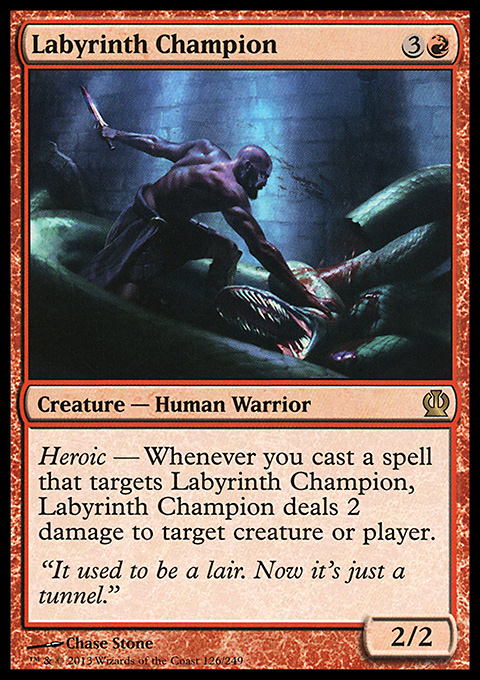 Labyrinth Champion 3
Creature — Human Warrior
Heroic — Whenever you cast a spell
that targets Labyrinth Champion,
Labyrinth Champion deals 2
damage to target creature or player.
“It used to be a lair. Now it’s just a
tunnel.”
2/2
Chase Stone
™ & © 2013 Wizards of the Coast 126/249